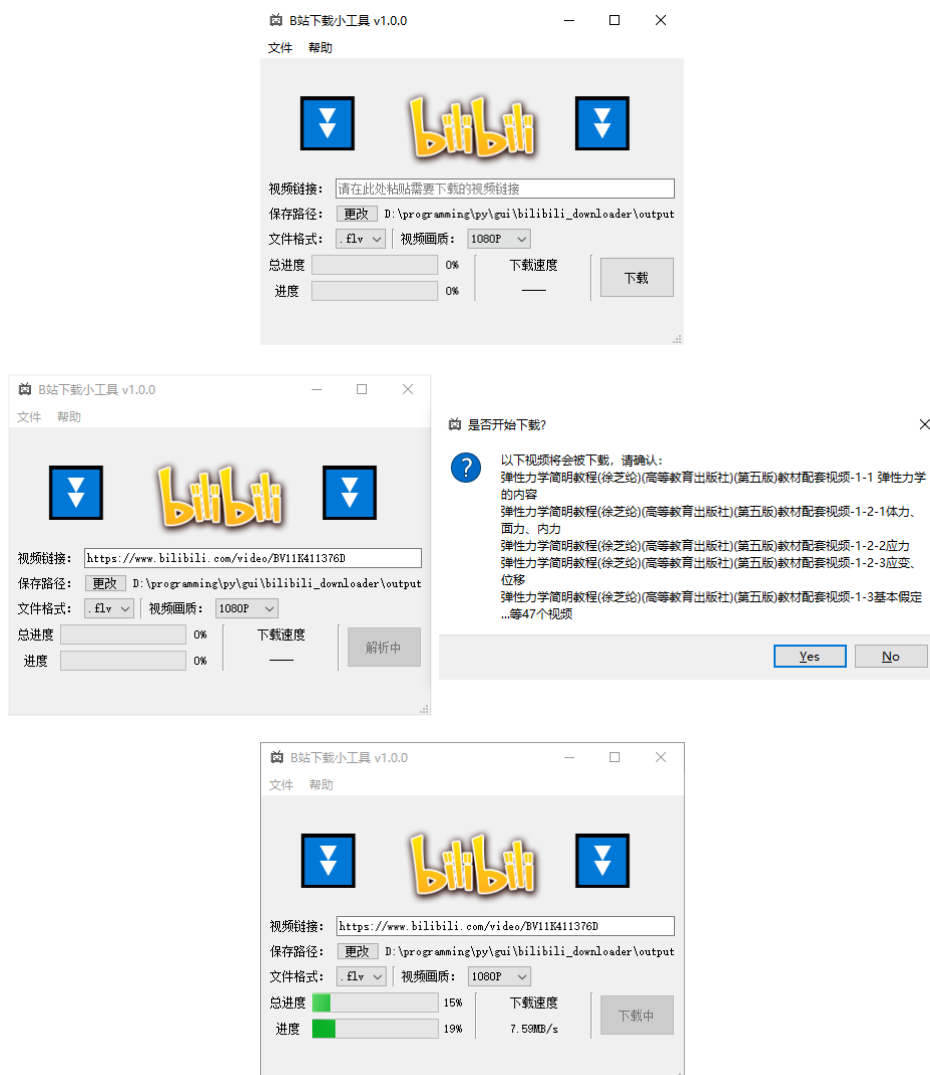 B站下载小工具 v1.0.0
文件 帮助
bilibili
视频链接： 请在此处粘贴需要下载的视频链接
保存路径： 更改 D:\programming\py\gui\bilibili_downloader\output
文件格式： .flv 视频画质： 1080P
总进度 0% 下载速度
进度 0% —— 下载
B站下载小工具 v1.0.0
文件 帮助
bilibili
视频链接： https://www.bilibili.com/video/BV11K411376D
保存路径： 更改 D:\programming\py\gui\bilibili_downloader\output
文件格式： .flv 视频画质： 1080P
总进度 0% 下载速度
进度 0% —— 解析中
是否开始下载?
以下视频将会被下载，请确认：
弹性力学简明教程(徐芝纶)(高等教育出版社)(第五版)教材配套视频-1-1 弹性力学
的内容
弹性力学简明教程(徐芝纶)(高等教育出版社)(第五版)教材配套视频-1-2-1体力、
面力、内力
弹性力学简明教程(徐芝纶)(高等教育出版社)(第五版)教材配套视频-1-2-2应力
弹性力学简明教程(徐芝纶)(高等教育出版社)(第五版)教材配套视频-1-2-3应变、
位移
弹性力学简明教程(徐芝纶)(高等教育出版社)(第五版)教材配套视频-1-3基本假定
...等47个视频
Yes No
B站下载小工具 v1.0.0
文件 帮助
bilibili
视频链接： https://www.bilibili.com/video/BV11K411376D
保存路径： 更改 D:\programming\py\gui\bilibili_downloader\output
文件格式： .flv 视频画质： 1080P
总进度 15% 下载速度
进度 19% 7.59MB/s 下载中